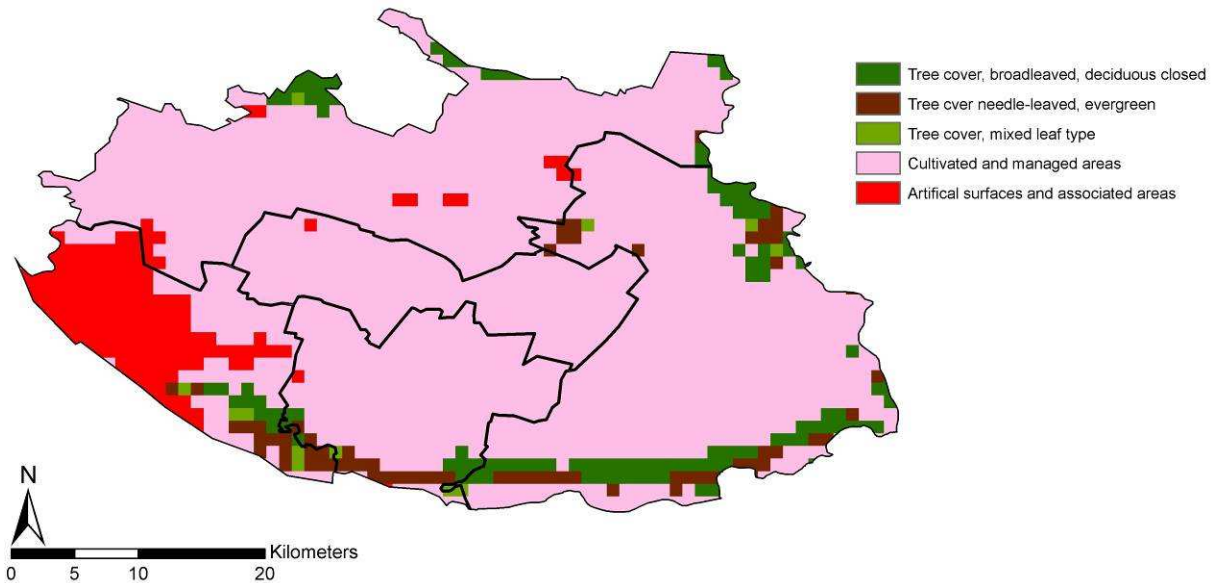 Tree cover, broadleaved, deciduous closed
Tree cver needle-leaved, evergreen
Tree cover, mixed leaf type
Cultivated and managed areas
Artifical surfaces and associated areas
N
Kilometers
0 5 10 20